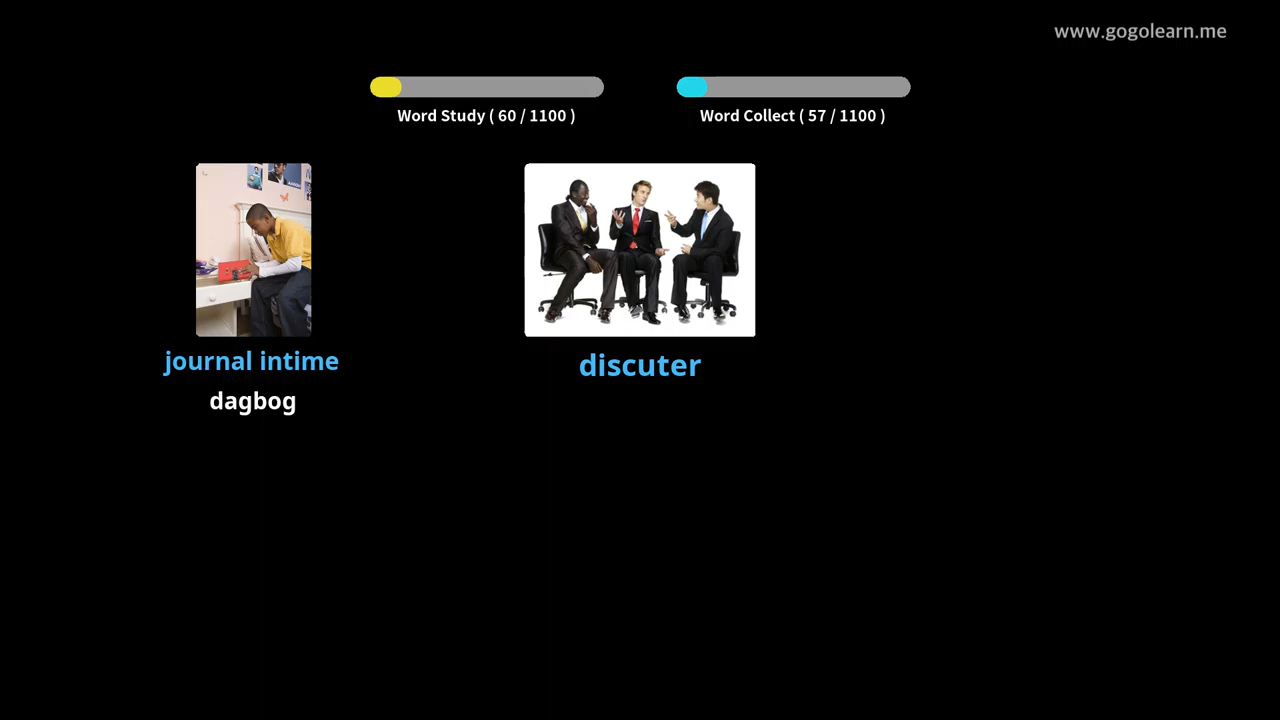 www.gogolearn.me
Word Study ( 60 / 1100 )
Word Collect ( 57 / 1100 )
journal intime
dagbog
discuter